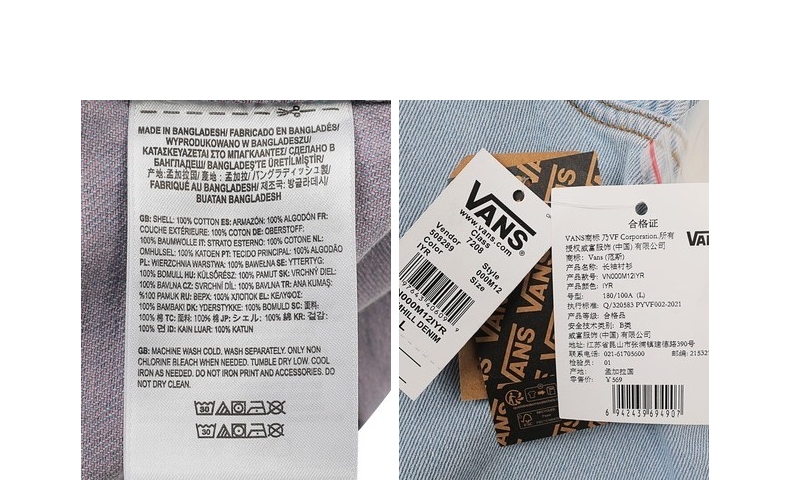 MADE IN BANGLADESH/ FABRICADO EN BANGLADÉS/
WYPRODUKOWANO W BANGLADESZU/
ΚΑΤΑΣΚΕΥΑΖΕΤΑΙ ΣΤΟ ΜΠΑΓΚΛΑΝΤΕΣ/ СДЕЛАНО В
БАНГЛАДЕШ/ BANGLADEŞ'TE ÜRETİLMİŞTİR/
产地:孟加拉国/ 產地:孟加拉/ バングラディッシュ製/
FABRIQUÉ AU BANGLADESH/ 제조국: 방글라데시/
BUATAN BANGLADESH
GB: SHELL: 100% COTTON ES: ARMAZÓN: 100% ALGODÓN FR:
COUCHE EXTÉRIEURE: 100% COTON DE: OBERSTOFF:
100% BAUMWOLLE IT: STRATO ESTERNO: 100% COTONE NL:
OMHULSEL: 100% KATOEN PT: TECIDO PRINCIPAL: 100% ALGODÃO
PL: WIERZCHNIA WARSTWA: 100% BAWEŁNA SE: YTTERTYG:
100% BOMULL HU: KÜLSŐRÉSZ: 100% PAMUT SK: VRCHNÝ DIEL:
100% BAVLNA CZ: SVRCHNÍ DÍL: 100% BAVLNA TR: ANA KUMAŞ:
%100 PAMUK RU: ВЕРХ: 100% ХЛОПОК EL: ΚΕΛΥΦΟΣ:
100% ΒΑΜΒΑΚΙ DK: YDERSTYKKE: 100% BOMULD SC: 面料:
100% 棉 TC: 面料: 100% 棉 JP: シェル: 100% 綿 KR: 겉감:
100% 면 ID: KAIN LUAR: 100% KATUN
GB: MACHINE WASH COLD. WASH SEPARATELY. ONLY NON
CHLORINE BLEACH WHEN NEEDED. TUMBLE DRY LOW. COOL
IRON AS NEEDED. DO NOT IRON PRINT AND ACCESSORIES. DO
NOT DRY CLEAN.
30
30
VANS
www.vans.com
Class
7208
Vendor
505289
Color
IYR
Style
000M12
Size
VN000M12IYR
L
VANS
VANS
VANS
合格证
VANS商标 乃VF Corporation.所有
授权威富服饰 (中国) 有限公司
商标: Vans (范斯)
产品名称: 长袖衬衫
产品款号: VN000M12IYR
颜色: IYR
号型: 180/100A (L)
执行标准: Q/320583 PYVF002-2021
产品等级: 合格品
安全技术类别: B类
威富服饰 (中国) 有限公司
地址: 江苏省昆山市张浦镇建德路390号
联系电话: 021-61705600 邮编: 21532
检验员: 01
产地: 孟加拉国
零售价: ¥569
6 942439 694907